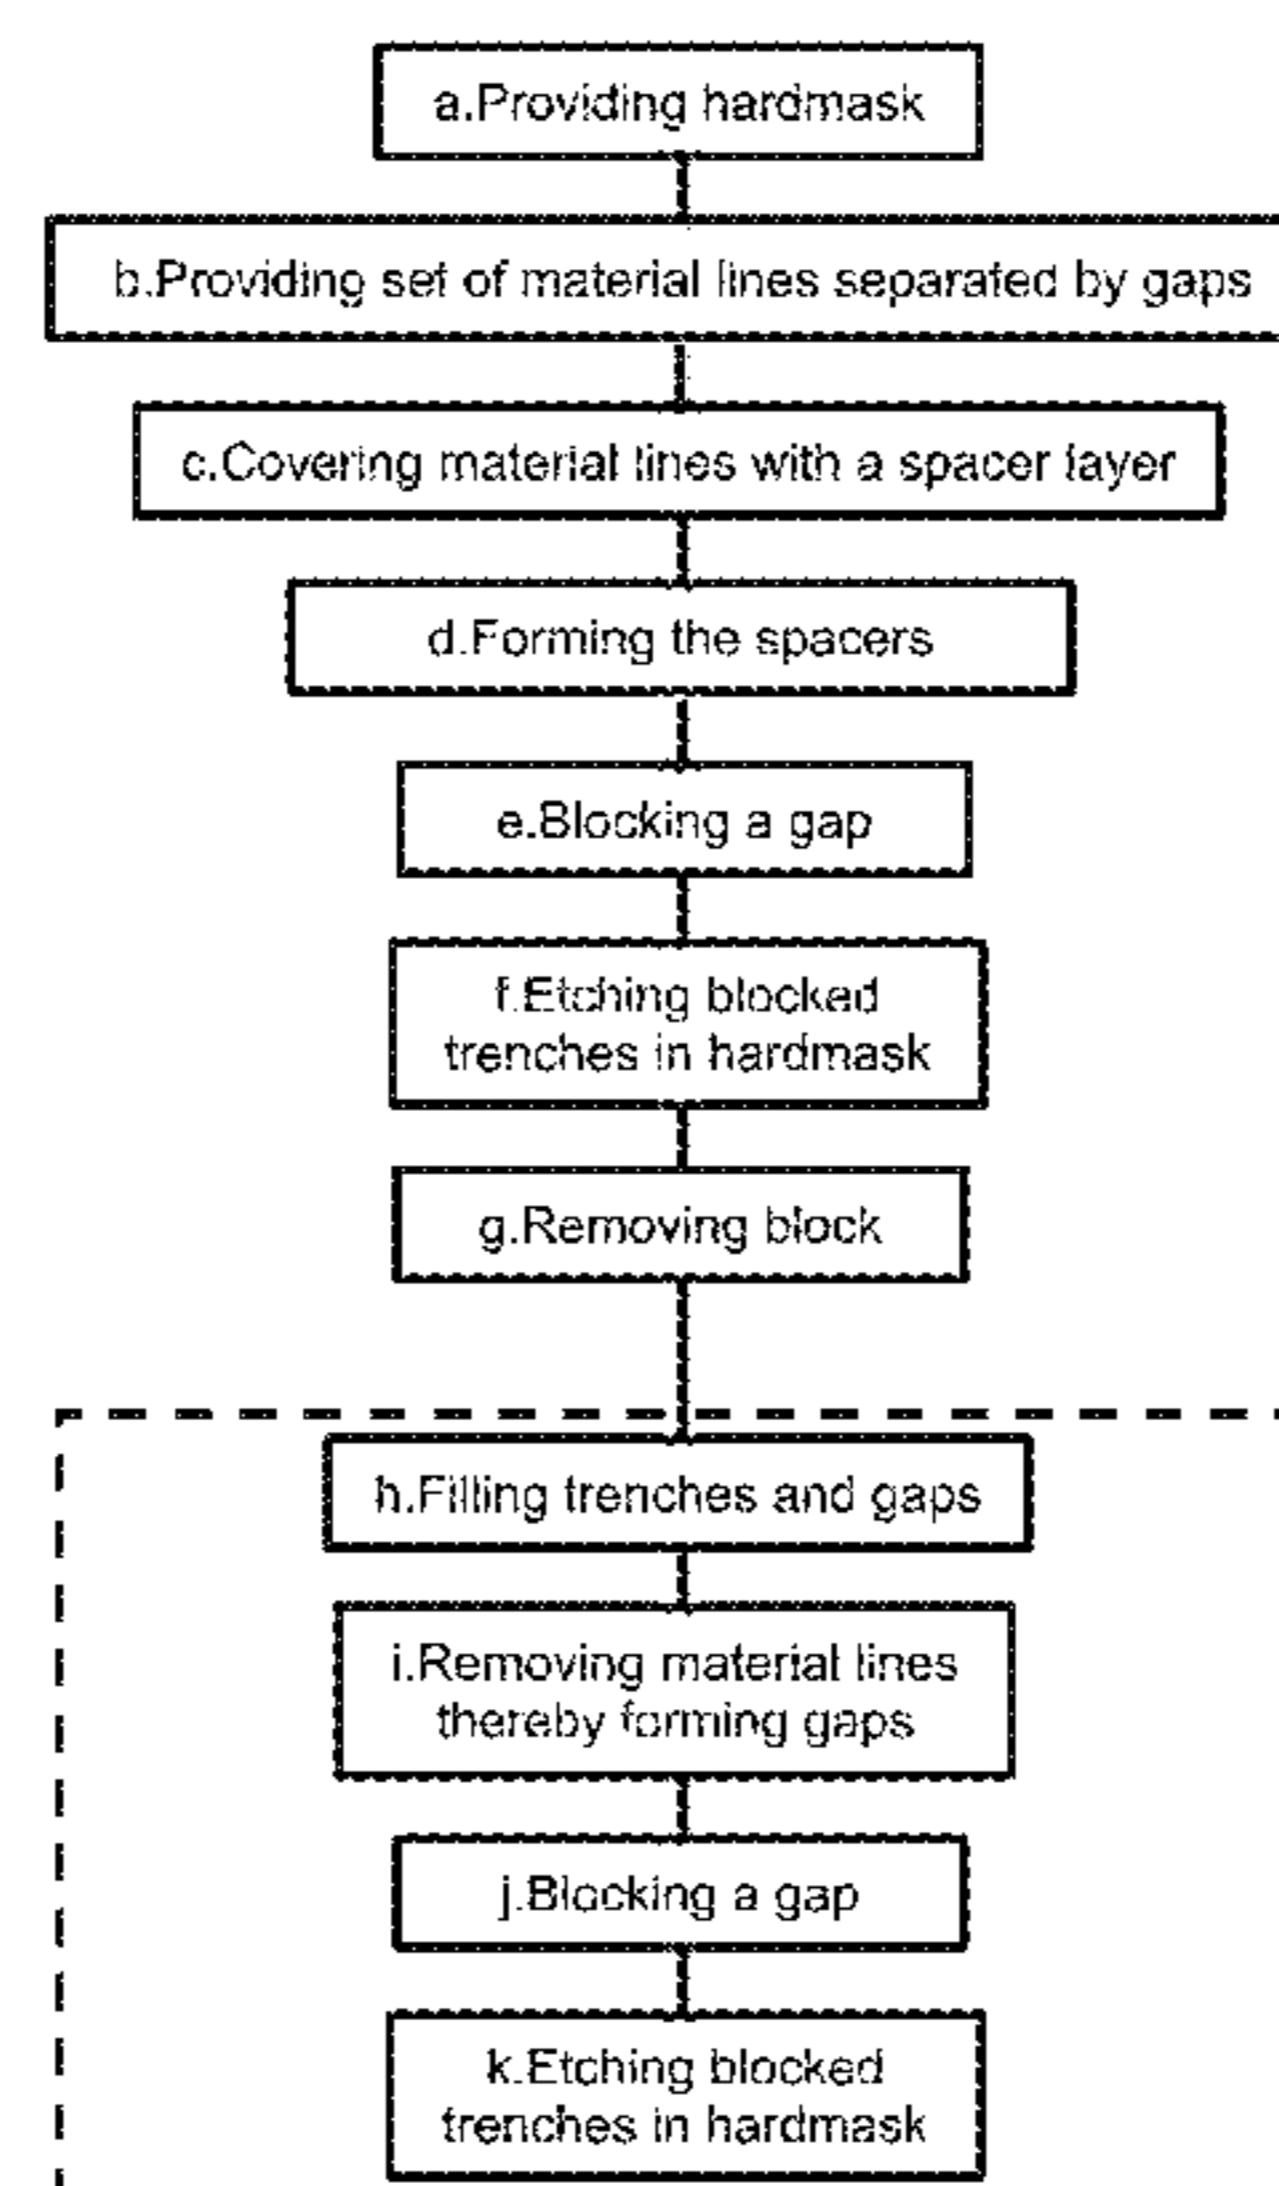 a.Providing hardmask
b.Providing set of material lines separated by gaps
c.Covering material lines with a spacer layer
d.Forming the spacers
e.Blocking a gap
f.Etching blocked
trenches in hardmask
g.Removing block
h.Filling trenches and gaps
i.Removing material lines
thereby forming gaps
j.Blocking a gap
k.Etching blocked
trenches in hardmask